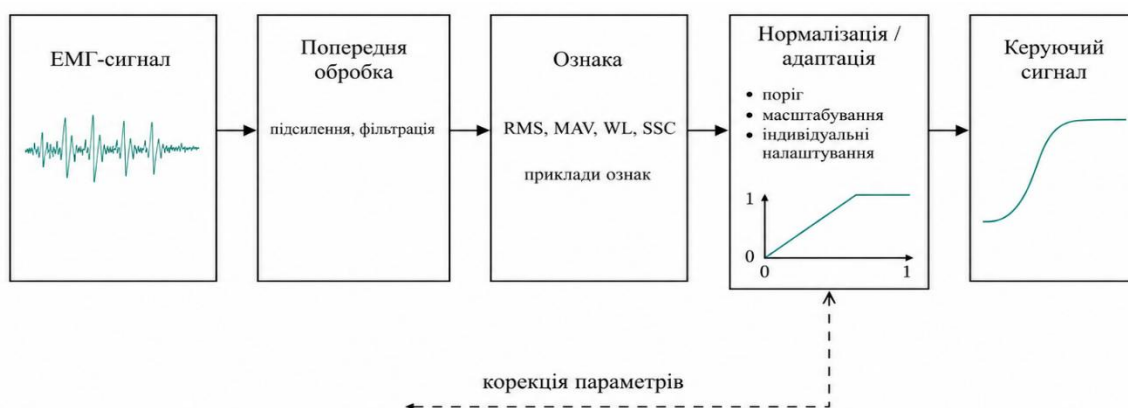 ЕМГ-сигнал
Попередня
обробка
підсилення, фільтрація
Ознака
RMS, MAV, WL, SSC
приклади ознак
Нормалізація /
адаптація
• поріг
• масштабування
• індивідуальні
налаштування
1
0
0
1
Керуючий
сигнал
корекція параметрів